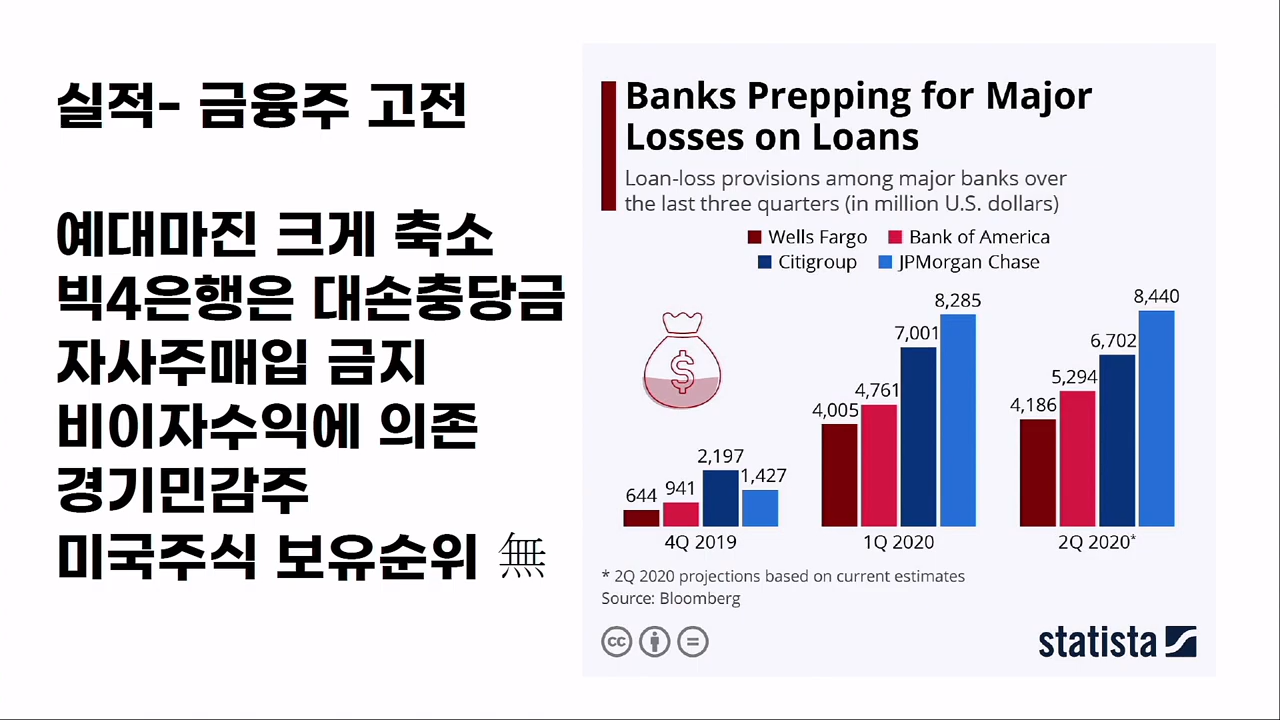 실적- 금융주 고전
예대마진 크게 축소
빅4은행은 대손충당금
자사주매입 금지
비이자수익에 의존
경기민감주
미국주식 보유순위 無
Banks Prepping for Major
Losses on Loans
Loan-loss provisions among major banks over
the last three quarters (in million U.S. dollars)
Wells Fargo Bank of America
Citigroup JPMorgan Chase
$
644 941 2,197 1,427
4,005 4,761 7,001 8,285
4,186 5,294 6,702 8,440
4Q 2019 1Q 2020 2Q 2020*
* 2Q 2020 projections based on current estimates
Source: Bloomberg
cc =
statista